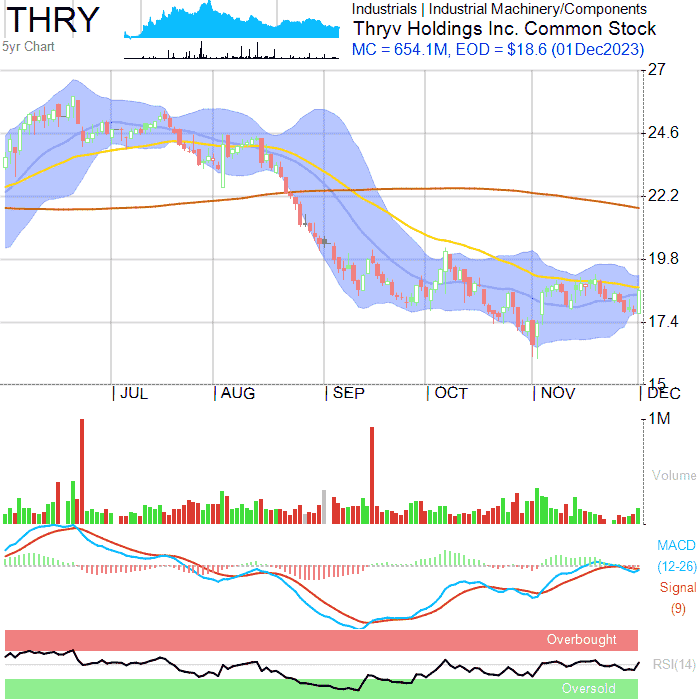 THRY
5yr Chart
Industrials | Industrial Machinery/Components
Thryv Holdings Inc. Common Stock
MC = 654.1M, EOD = $18.6 (01Dec2023)
27
24.6
22.2
19.8
17.4
15
JUL AUG SEP OCT NOV DEC
1M
Volume
MACD
(12-26)
Signal
(9)
Overbought
RSI(14)
Oversold